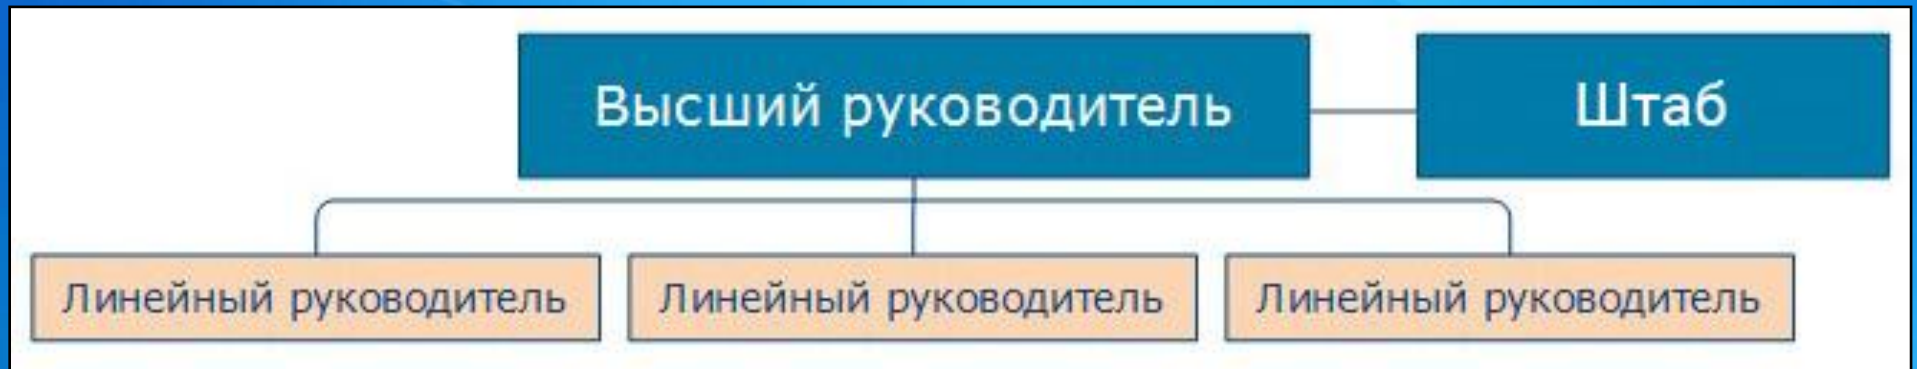 Высший руководитель
Штаб
Линейный руководитель
Линейный руководитель
Линейный руководитель